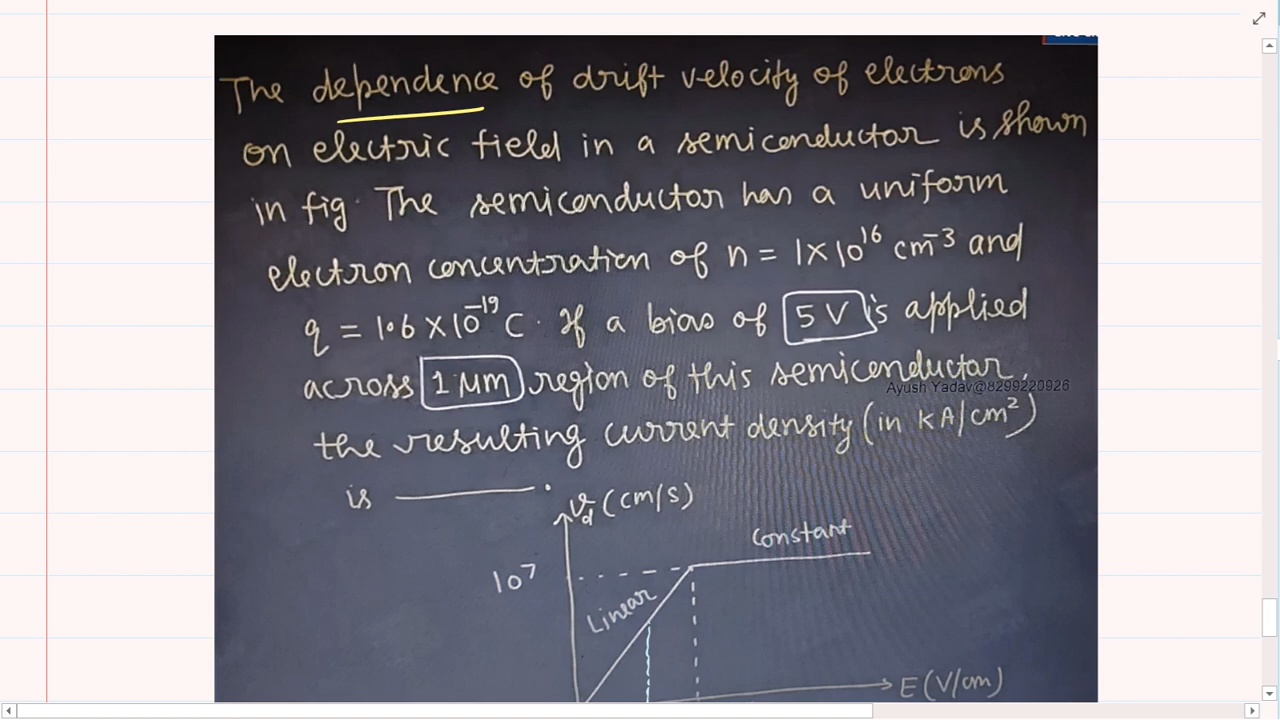 The dependence of drift velocity of electrons
on electric field in a semiconductor is shown
in fig. The semiconductor has a uniform
electron concentration of n = 1×10¹⁶ cm⁻³ and
q = 1.6 × 10⁻¹⁹ C. If a bias of 5 V is applied
across 1 μm region of this semiconductor,
Ayush Yadav@8299220926
the resulting current density (in kA/cm²)
is ______.
v_d (cm/s)
Constant
10⁷
Linear
E (V/cm)